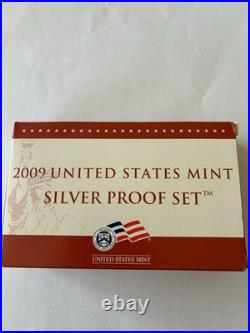 2009 UNITED STATES MINT
SILVER PROOF SET™
UNITED STATES MINT